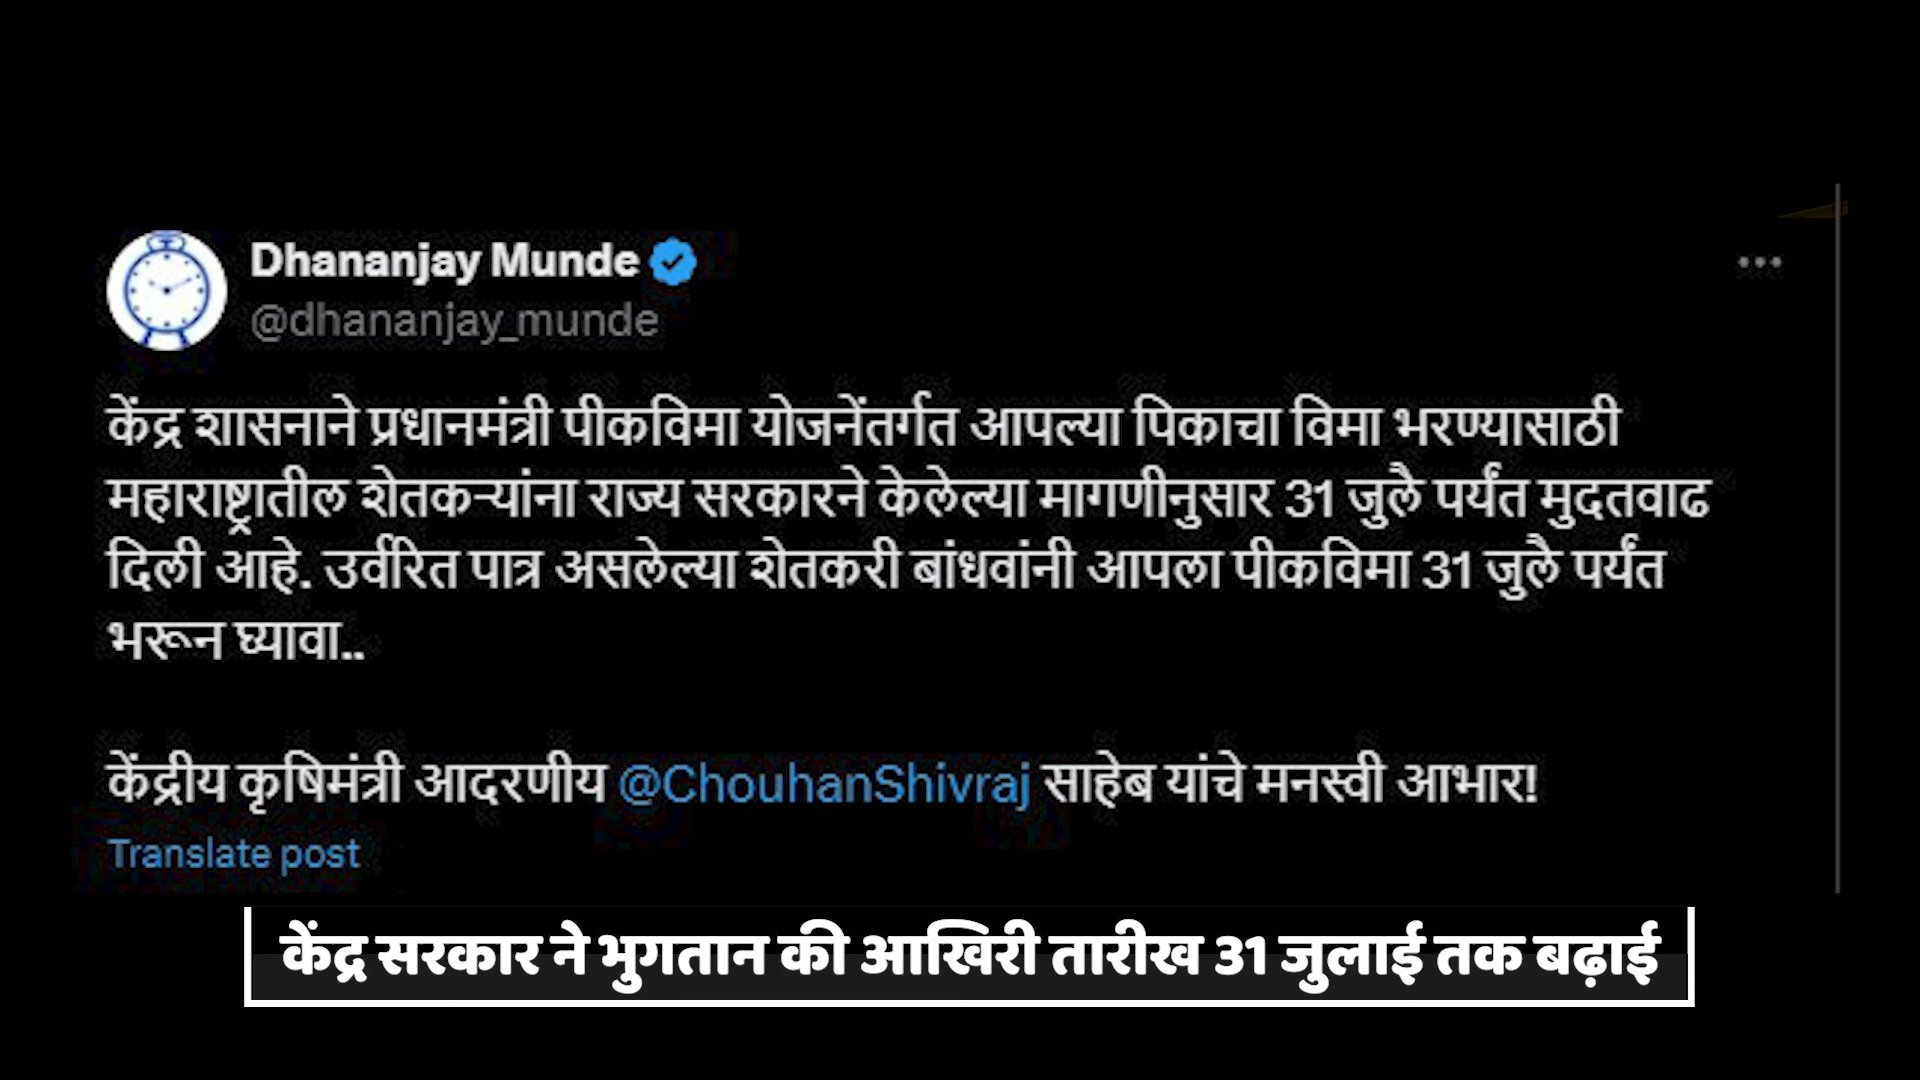 Dhananjay Munde
@dhananjay_munde
केंद्र शासनाने प्रधानमंत्री पीकविमा योजनेंतर्गत आपल्या पिकाचा विमा भरण्यासाठी
महाराष्ट्रातील शेतकऱ्यांना राज्य सरकारने केलेल्या मागणीनुसार 31 जुलै पर्यंत मुदतवाढ
दिली आहे. उर्वरित पात्र असलेल्या शेतकरी बांधवांनी आपला पीकविमा 31 जुलै पर्यंत
भरून घ्यावा..
केंद्रीय कृषिमंत्री आदरणीय @ChouhanShivraj साहेब यांचे मनस्वी आभार!
Translate post
केंद्र सरकार ने भुगतान की आखिरी तारीख 31 जुलाई तक बढ़ाई